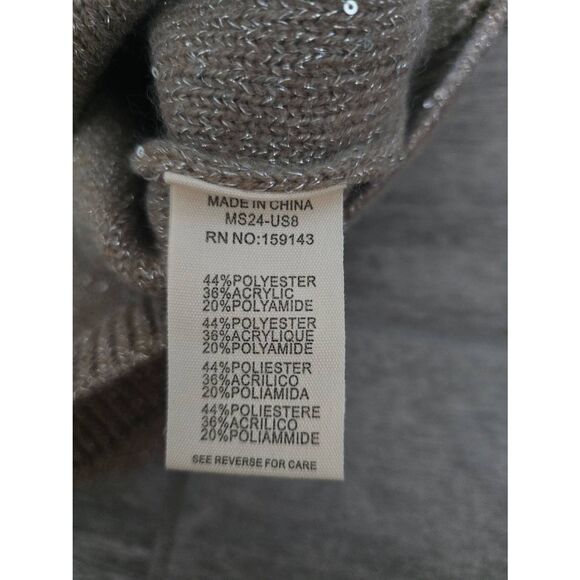 MADE IN CHINA
MS24-US8
RN NO:159143
44%POLYESTER
36%ACRYLIC
20%POLYAMIDE
44%POLYESTER
36%ACRYLIQUE
20%POLYAMIDE
44%POLIESTER
36%ACRILICO
20%POLIAMIDA
44%POLIESTERE
36%ACRILICO
20%POLIAMMIDE
SEE REVERSE FOR CARE